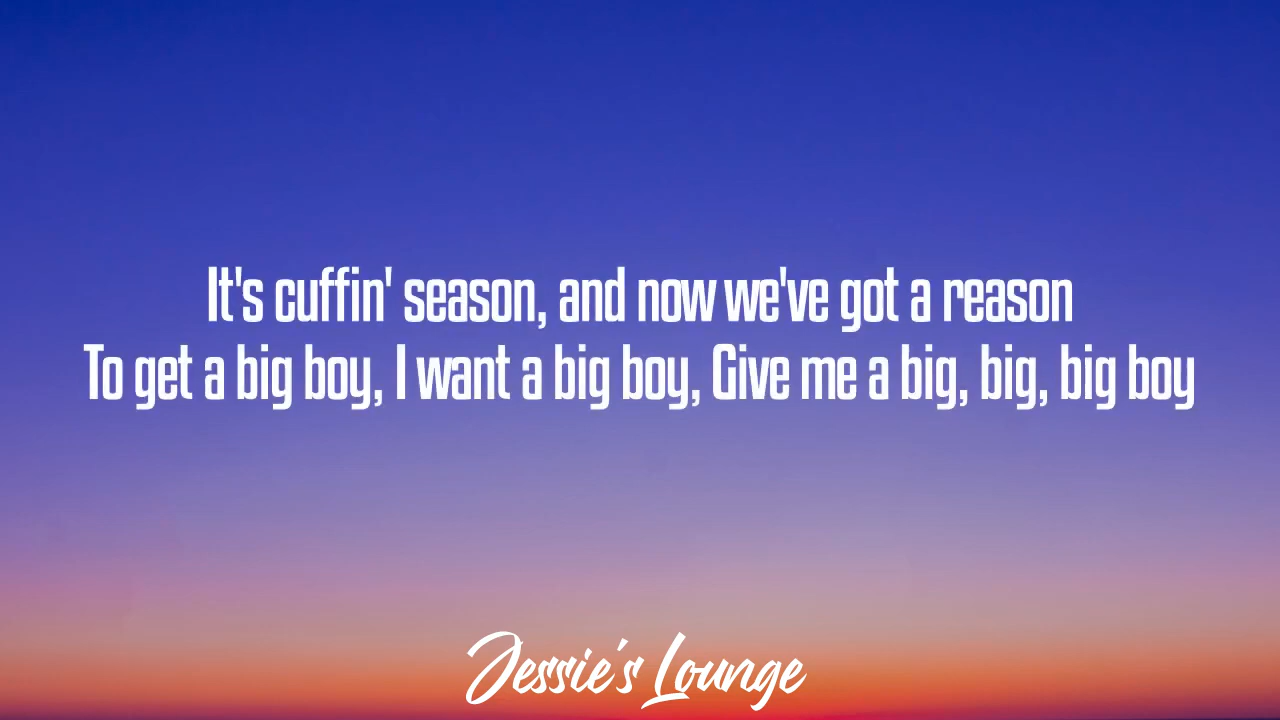 It's cuffin' season, and now we've got a reason
To get a big boy, I want a big boy, Give me a big, big, big boy
Jessie's Lounge